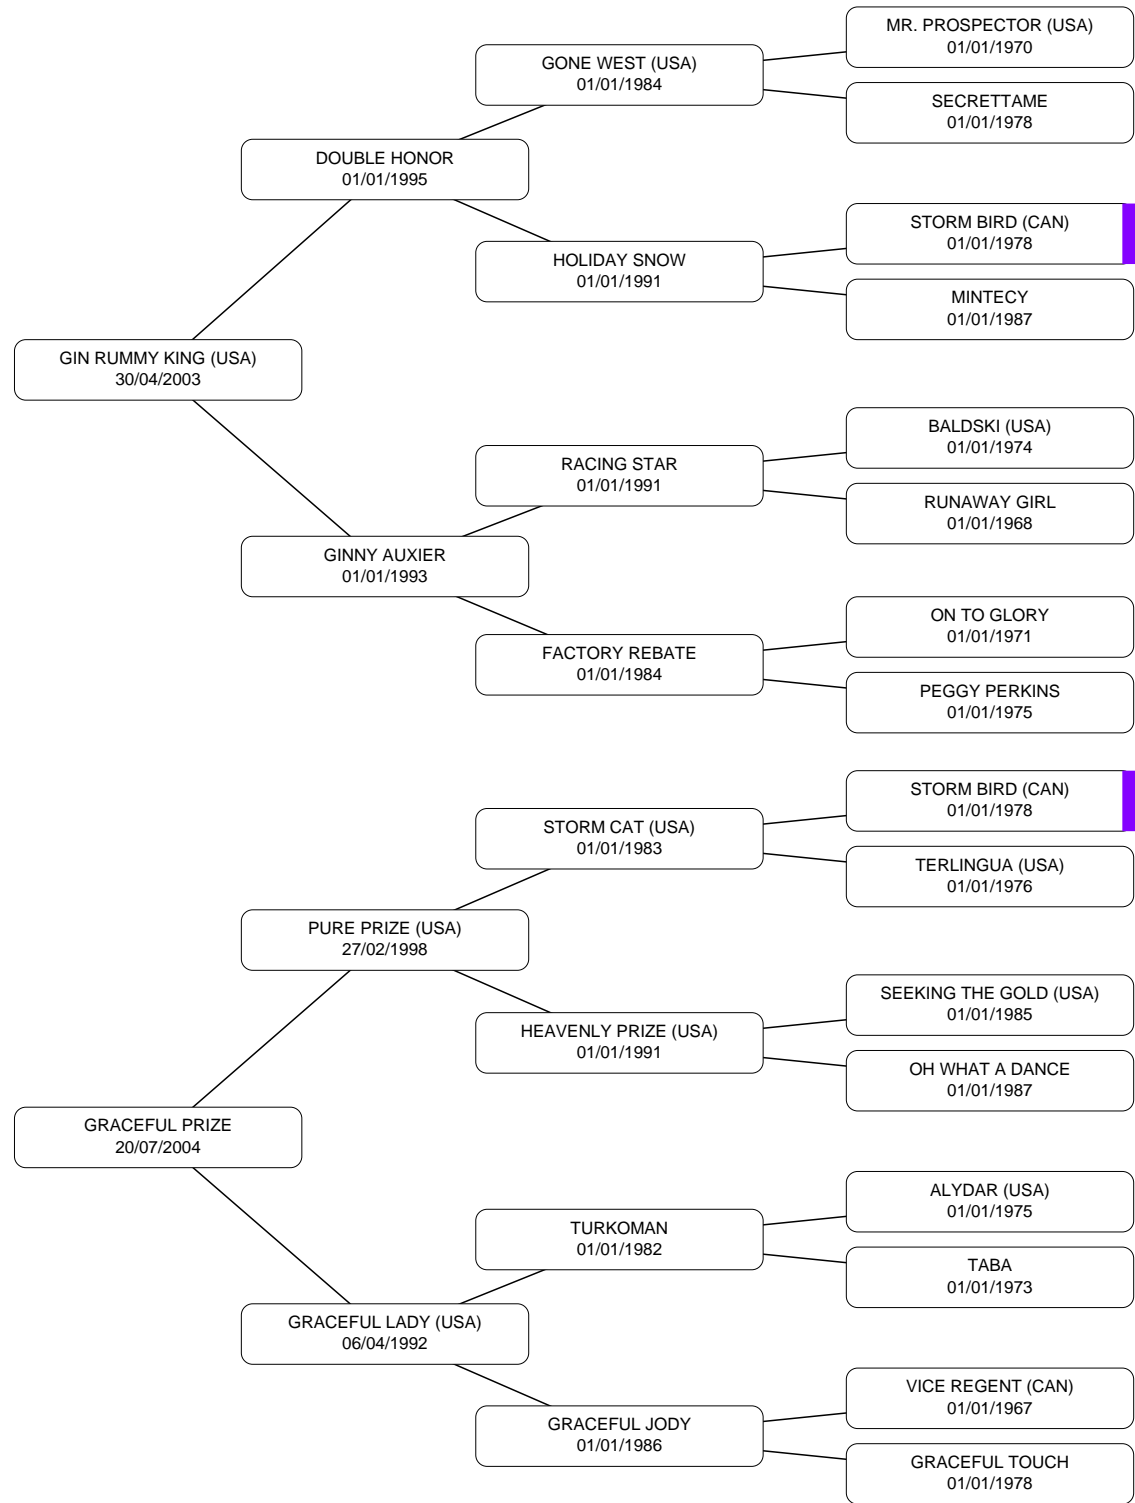 MR. PROSPECTOR (USA)
01/01/1970
GONE WEST (USA)
01/01/1984
SECRETTAME
01/01/1978
DOUBLE HONOR
01/01/1995
STORM BIRD (CAN)
01/01/1978
HOLIDAY SNOW
01/01/1991
MINTECY
01/01/1987
GIN RUMMY KING (USA)
30/04/2003
BALDSKI (USA)
01/01/1974
RACING STAR
01/01/1991
RUNAWAY GIRL
01/01/1968
GINNY AUXIER
01/01/1993
ON TO GLORY
01/01/1971
FACTORY REBATE
01/01/1984
PEGGY PERKINS
01/01/1975
STORM BIRD (CAN)
01/01/1978
STORM CAT (USA)
01/01/1983
TERLINGUA (USA)
01/01/1976
PURE PRIZE (USA)
27/02/1998
SEEKING THE GOLD (USA)
01/01/1985
HEAVENLY PRIZE (USA)
01/01/1991
OH WHAT A DANCE
01/01/1987
GRACEFUL PRIZE
20/07/2004
ALYDAR (USA)
01/01/1975
TURKOMAN
01/01/1982
TABA
01/01/1973
GRACEFUL LADY (USA)
06/04/1992
VICE REGENT (CAN)
01/01/1967
GRACEFUL JODY
01/01/1986
GRACEFUL TOUCH
01/01/1978